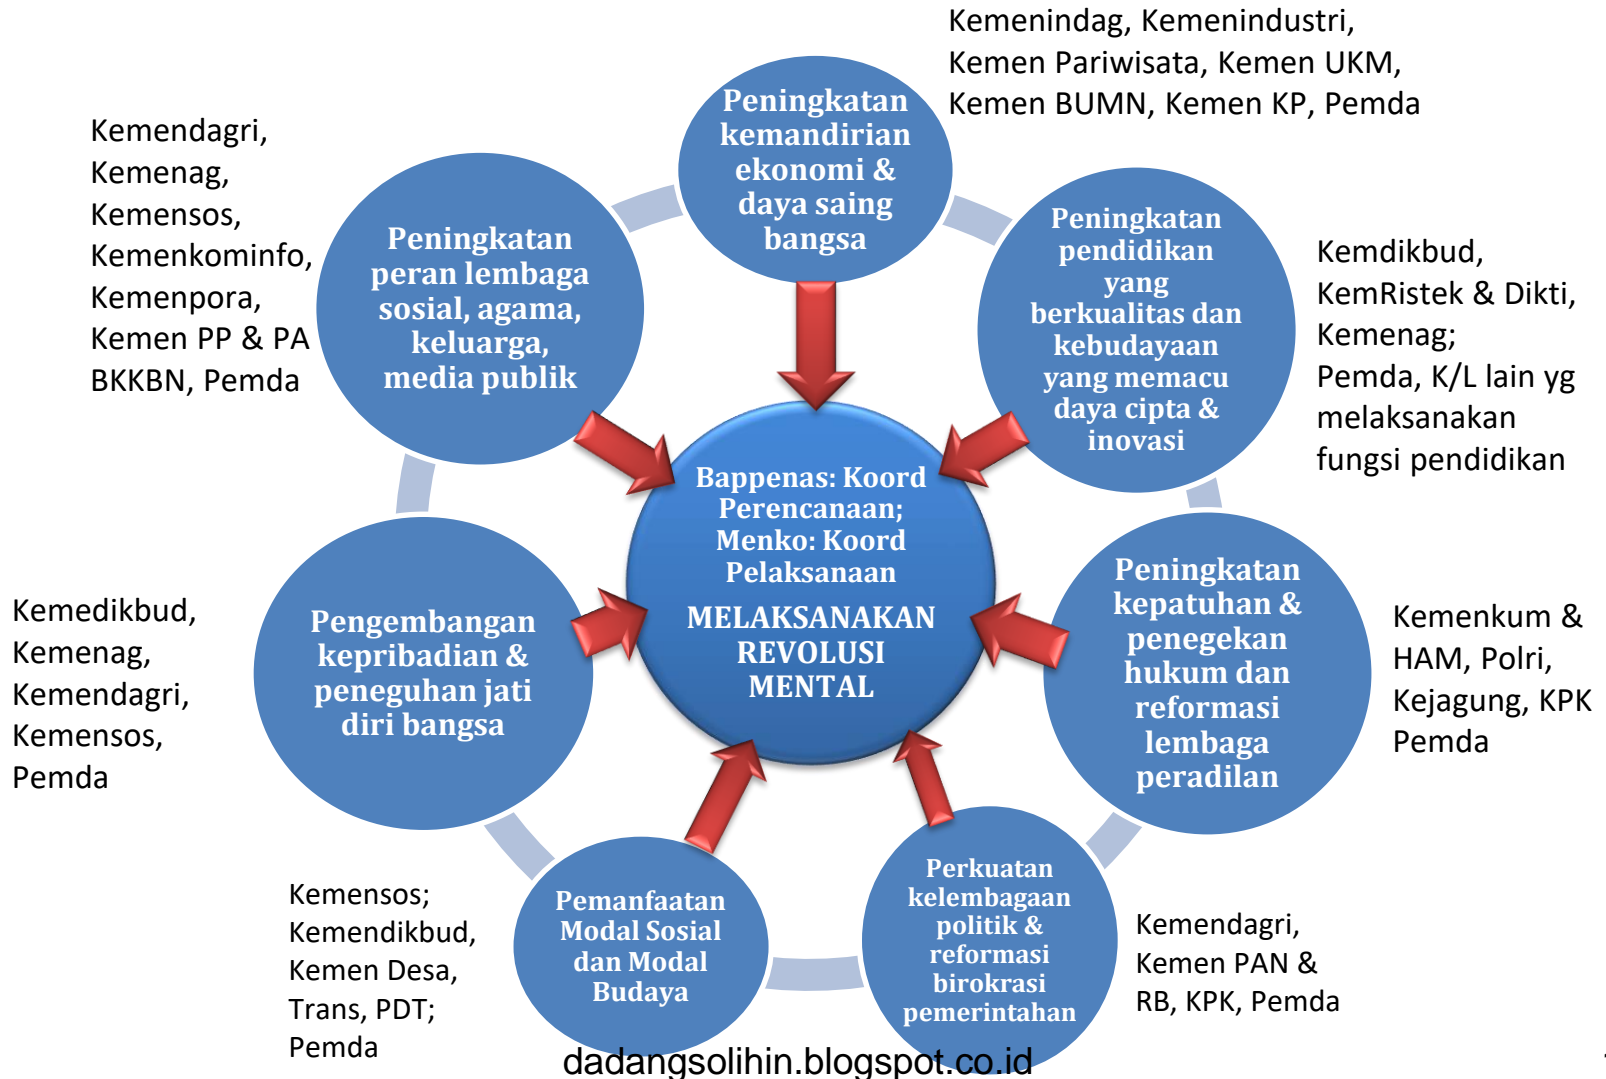 Kemenindag, Kemenindustri,
Kemen Pariwisata, Kemen UKM,
Kemen BUMN, Kemen KP, Pemda
Peningkatan
kemandirian
ekonomi &
daya saing
bangsa
Kemendagri,
Kemenag,
Kemensos,
Kemenkominfo,
Kemenpora,
Kemen PP & PA
BKKBN, Pemda
Peningkatan
peran lembaga
sosial, agama,
keluarga,
media publik
Peningkatan
pendidikan
yang
berkualitas dan
kebudayaan
yang memacu
daya cipta &
inovasi
Kemdikbud,
KemRistek & Dikti,
Kemenag;
Pemda, K/L lain yg
melaksanakan
fungsi pendidikan
Bappenas: Koord
Perencanaan;
Menko: Koord
Pelaksanaan
MELAKSANAKAN
REVOLUSI
MENTAL
Kemedikbud,
Kemenag,
Kemendagri,
Kemensos,
Pemda
Pengembangan
kepribadian &
peneguhan jati
diri bangsa
Peningkatan
kepatuhan &
penegekan
hukum dan
reformasi
lembaga
peradilan
Kemenkum &
HAM, Polri,
Kejagung, KPK
Pemda
Kemensos;
Kemendikbud,
Kemen Desa,
Trans, PDT;
Pemda
Pemanfaatan
Modal Sosial
dan Modal
Budaya
Perkuatan
kelembagaan
politik &
reformasi
birokrasi
pemerintahan
Kemendagri,
Kemen PAN &
RB, KPK, Pemda
dadangsolihin.blogspot.co.id